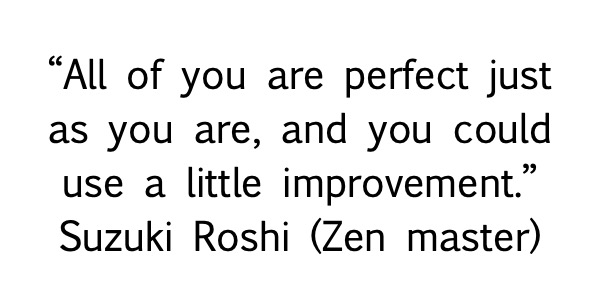 “All of you are perfect just
as you are, and you could
use a little improvement.”
Suzuki Roshi (Zen master)